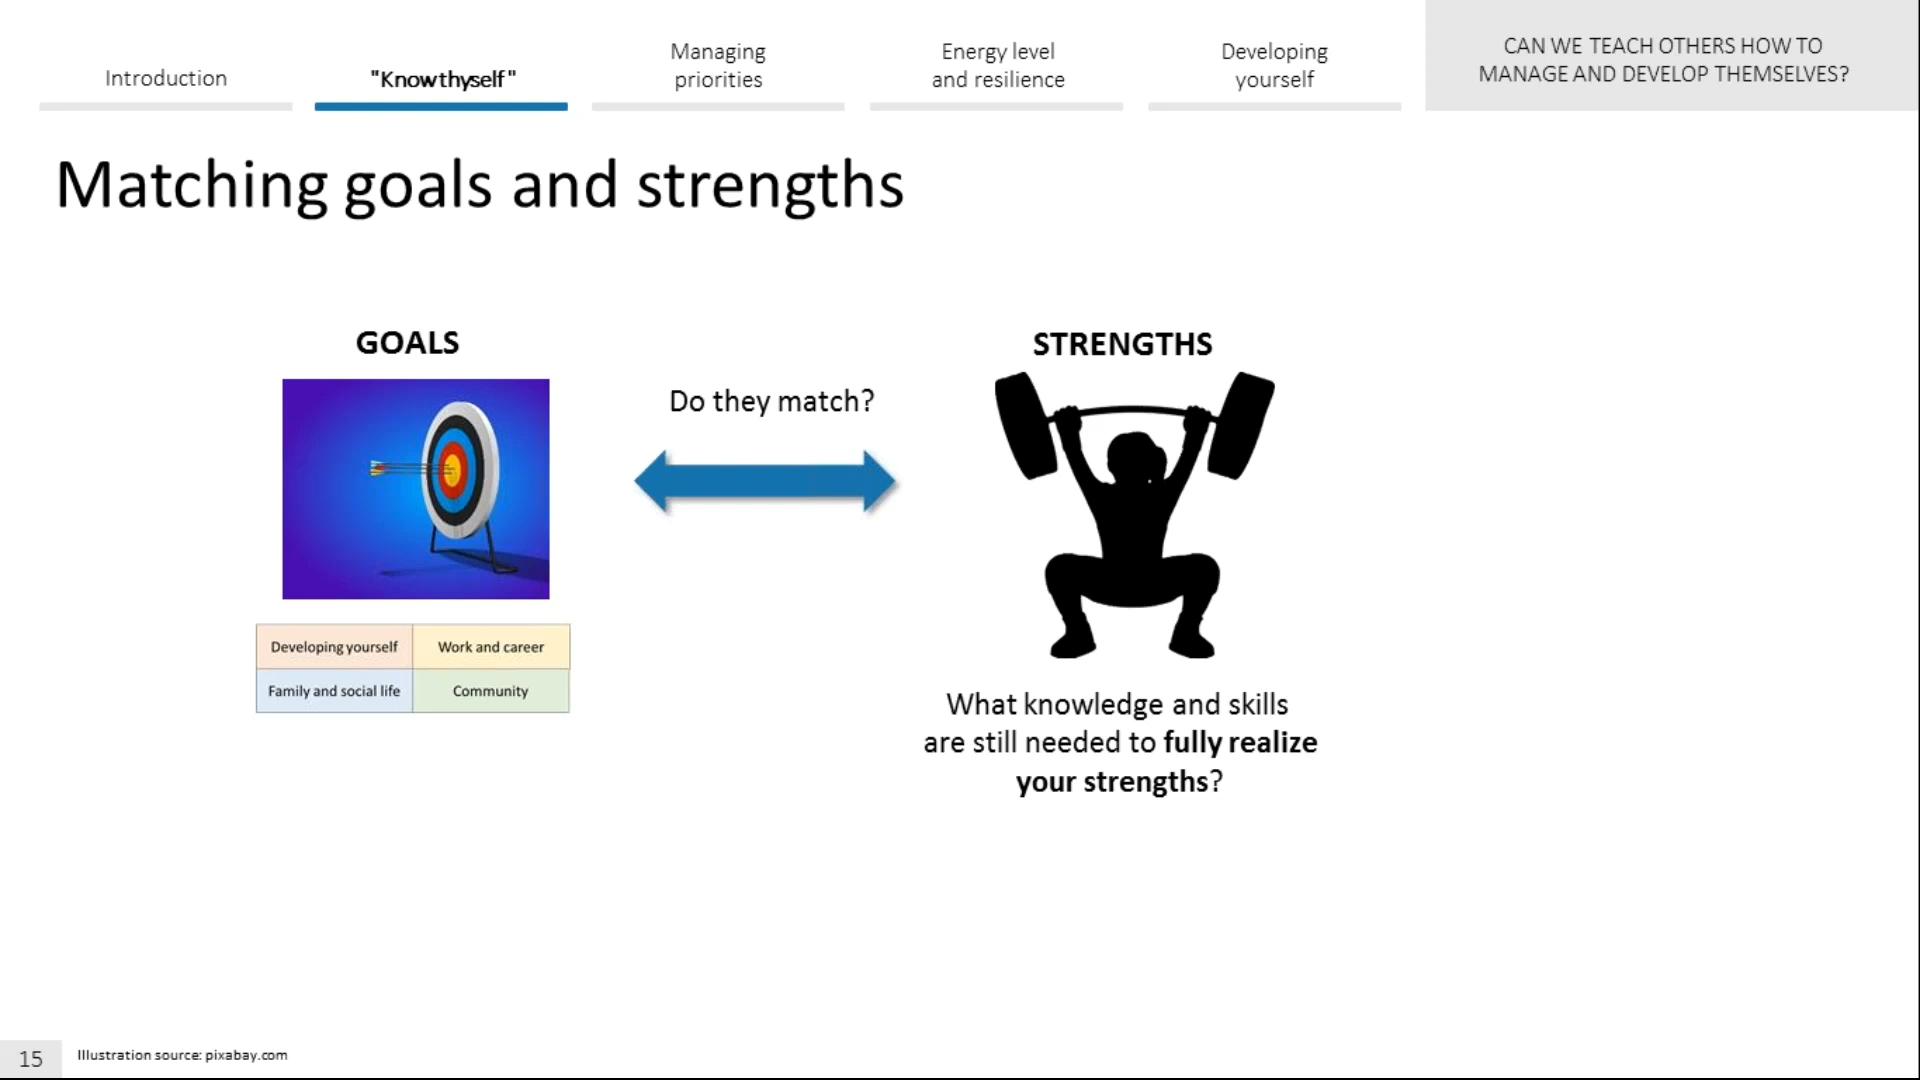 Introduction
"Know thyself"
Managing
priorities
Energy level
and resilience
Developing
yourself
CAN WE TEACH OTHERS HOW TO
MANAGE AND DEVELOP THEMSELVES?
Matching goals and strengths
GOALS
Do they match?
STRENGTHS
Developing yourself
Work and career
Family and social life
Community
What knowledge and skills
are still needed to fully realize
your strengths?
15
Illustration source: pixabay.com